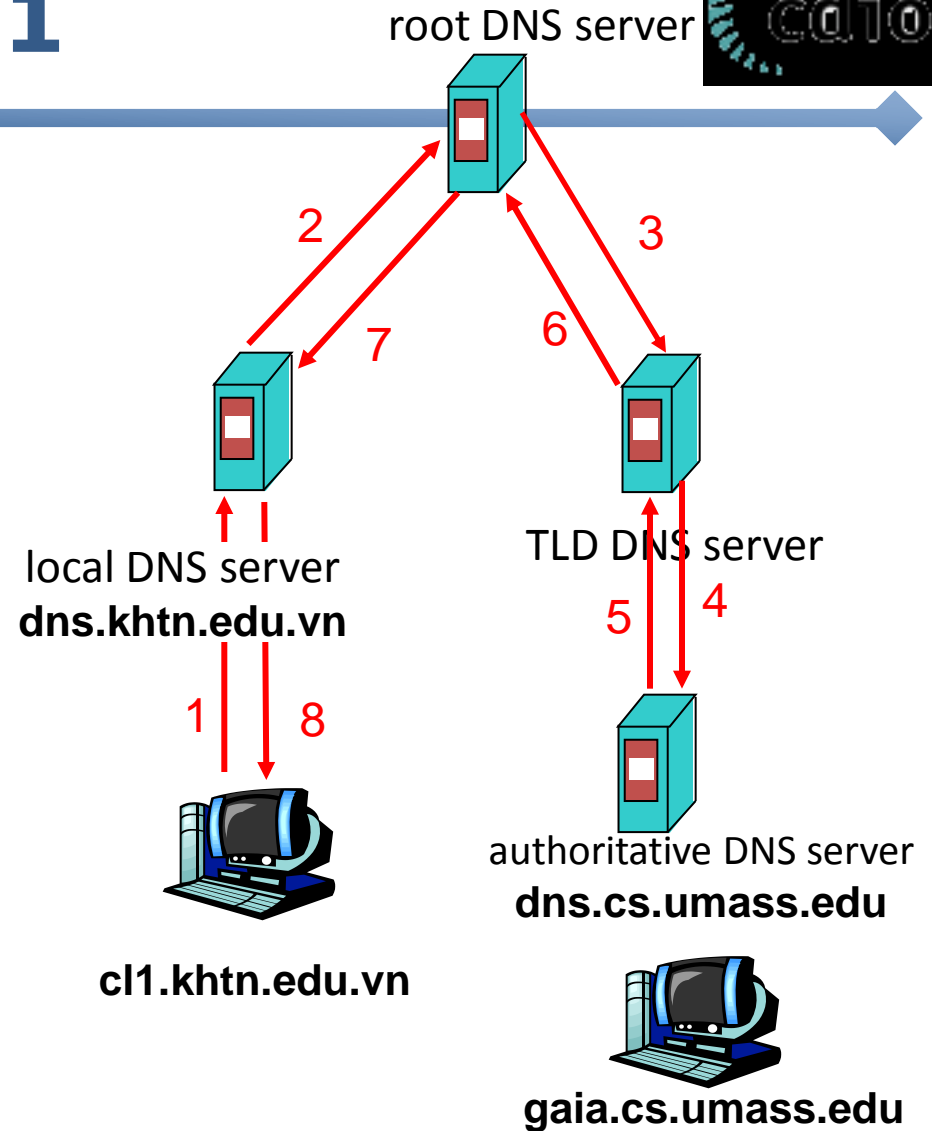 1
root DNS server
2
3
7
6
local DNS server
dns.khtn.edu.vn
TLD DNS server
5
4
1
8
authoritative DNS server
dns.cs.umass.edu
cl1.khtn.edu.vn
gaia.cs.umass.edu